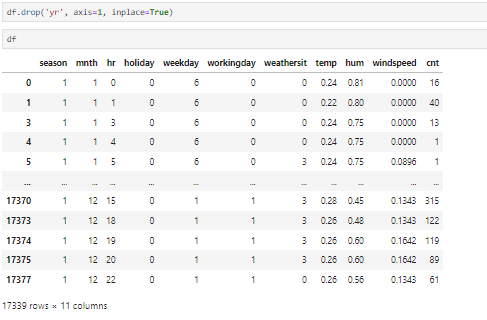 df.drop('yr', axis=1, inplace=True)
df
season mnth hr holiday weekday workingday weathersit temp hum windspeed cnt
0 1 1 0 0 6 0 0 0.24 0.81 0.0000 16
1 1 1 1 0 6 0 0 0.22 0.80 0.0000 40
3 1 1 3 0 6 0 0 0.24 0.75 0.0000 13
4 1 1 4 0 6 0 0 0.24 0.75 0.0000 1
5 1 1 5 0 6 0 3 0.24 0.75 0.0896 1
... ... ... ... ... ... ... ... ... ... ... ...
17370 1 12 15 0 1 1 3 0.28 0.45 0.1343 315
17373 1 12 18 0 1 1 3 0.26 0.48 0.1343 122
17374 1 12 19 0 1 1 3 0.26 0.60 0.1642 119
17375 1 12 20 0 1 1 3 0.26 0.60 0.1642 89
17377 1 12 22 0 1 1 0 0.26 0.56 0.1343 61
17339 rows × 11 columns